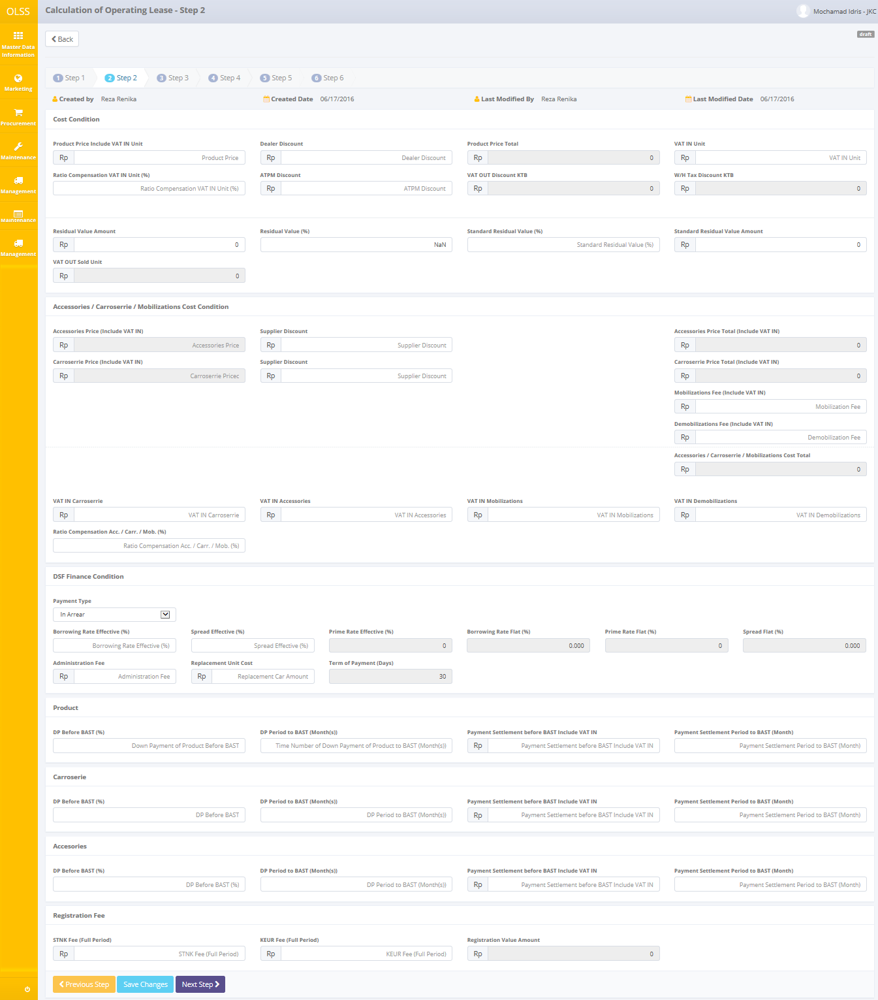 OLSS
Calculation of Operating Lease - Step 2
Mochamad Idris - JKC
Back
draft
Master Data
Information
Marketing
Procurement
Maintenance
Management
Maintenance
Management
1 Step 1 2 Step 2 3 Step 3 4 Step 4 5 Step 5 6 Step 6
Created by Reza Renika Created Date 06/17/2016 Last Modified By Reza Renika Last Modified Date 06/17/2016
Cost Condition
Product Price Include VAT IN Unit Dealer Discount Product Price Total VAT IN Unit
Rp Product Price Rp Dealer Discount Rp 0 Rp VAT IN Unit
Ratio Compensation VAT IN Unit (%) ATPM Discount VAT OUT Discount KTB W/H Tax Discount KTB
Ratio Compensation VAT IN Unit (%) Rp ATPM Discount Rp 0 Rp 0
Residual Value Amount Residual Value (%) Standard Residual Value (%) Standard Residual Value Amount
Rp 0 NaN Standard Residual Value (%) Rp 0
VAT OUT Sold Unit
Rp 0
Accessories / Carroserrie / Mobilizations Cost Condition
Accessories Price (Include VAT IN) Supplier Discount Accessories Price Total (Include VAT IN)
Rp Accessories Price Rp Supplier Discount Rp 0
Carroserrie Price (Include VAT IN) Supplier Discount Carroserrie Price Total (Include VAT IN)
Rp Carroserrie Pricec Rp Supplier Discount Rp 0
Mobilizations Fee (Include VAT IN)
Rp Mobilization Fee
Demobilizations Fee (Include VAT IN)
Rp Demobilization Fee
Accessories / Carroserrie / Mobilizations Cost Total
Rp 0
VAT IN Carroserrie VAT IN Accessories VAT IN Mobilizations VAT IN Demobilizations
Rp VAT IN Carroserrie Rp VAT IN Accessories Rp VAT IN Mobilizations Rp VAT IN Demobilizations
Ratio Compensation Acc. / Carr. / Mob. (%)
Ratio Compensation Acc. / Carr. / Mob. (%)
DSF Finance Condition
Payment Type
In Arrear
Borrowing Rate Effective (%) Spread Effective (%) Prime Rate Effective (%) Borrowing Rate Flat (%) Prime Rate Flat (%) Spread Flat (%)
Borrowing Rate Effective (%) Spread Effective (%) 0 0.000 0 0.000
Administration Fee Replacement Unit Cost Term of Payment (Days)
Rp Administration Fee Rp Replacement Car Amount 30
Product
DP Before BAST (%) DP Period to BAST (Month(s)) Payment Settlement before BAST Include VAT IN Payment Settlement Period to BAST (Month)
Down Payment of Product Before BAST Time Number of Down Payment of Product to BAST (Month(s)) Rp Payment Settlement before BAST Include VAT IN Payment Settlement Period to BAST (Month)
Carroserie
DP Before BAST (%) DP Period to BAST (Month(s)) Payment Settlement before BAST Include VAT IN Payment Settlement Period to BAST (Month)
DP Before BAST DP Period to BAST (Month(s)) Rp Payment Settlement before BAST Include VAT IN Payment Settlement Period to BAST (Month)
Accesories
DP Before BAST (%) DP Period to BAST (Month(s)) Payment Settlement before BAST Include VAT IN Payment Settlement Period to BAST (Month)
DP Before BAST (%) DP Period to BAST (Month(s)) Rp Payment Settlement before BAST Include VAT IN Payment Settlement Period to BAST (Month)
Registration Fee
STNK Fee (Full Period) KEUR Fee (Full Period) Registration Value Amount
Rp STNK Fee (Full Period) Rp KEUR Fee (Full Period) Rp 0
Previous Step Save Changes Next Step